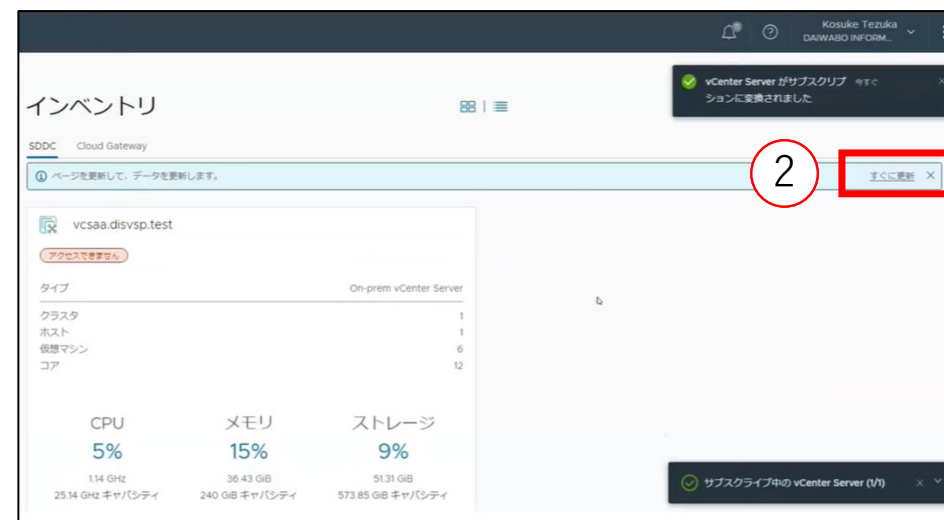 Kosuke Tezuka
DAIWABO INFORM...
vCenter Server がサブスクリプ 今すぐ
ションに変換されました
インベントリ
SDDC Cloud Gateway
ページを更新して、データを更新します。
2
すぐに更新
vcsaa.disvsp.test
アクセスできません
タイプ On-prem vCenter Server
クラスタ 1
ホスト 1
仮想マシン 6
コア 12
CPU メモリ ストレージ
5% 15% 9%
1.14 GHz 36.43 GiB 51.31 GiB
25.14 GHz キャパシティ 240 GiB キャパシティ 573.85 GiB キャパシティ
サブスクライブ中の vCenter Server (1/1)